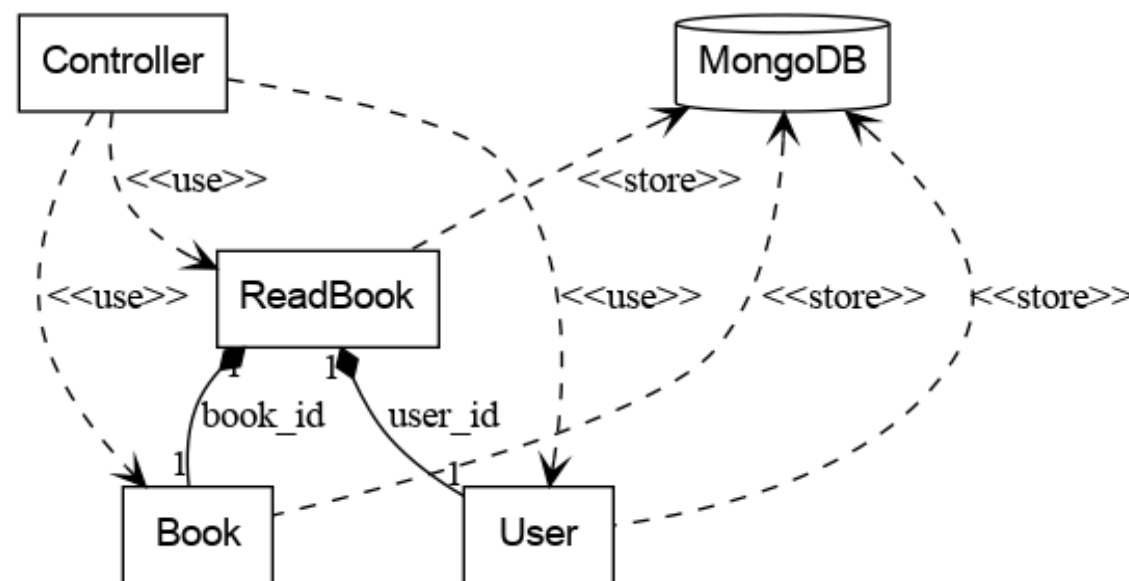 Controller
MongoDB
<<use>>
<<store>>
ReadBook
<<use>>
<<use>>
<<store>>
<<store>>
1
1
book_id
user_id
1
1
Book
User